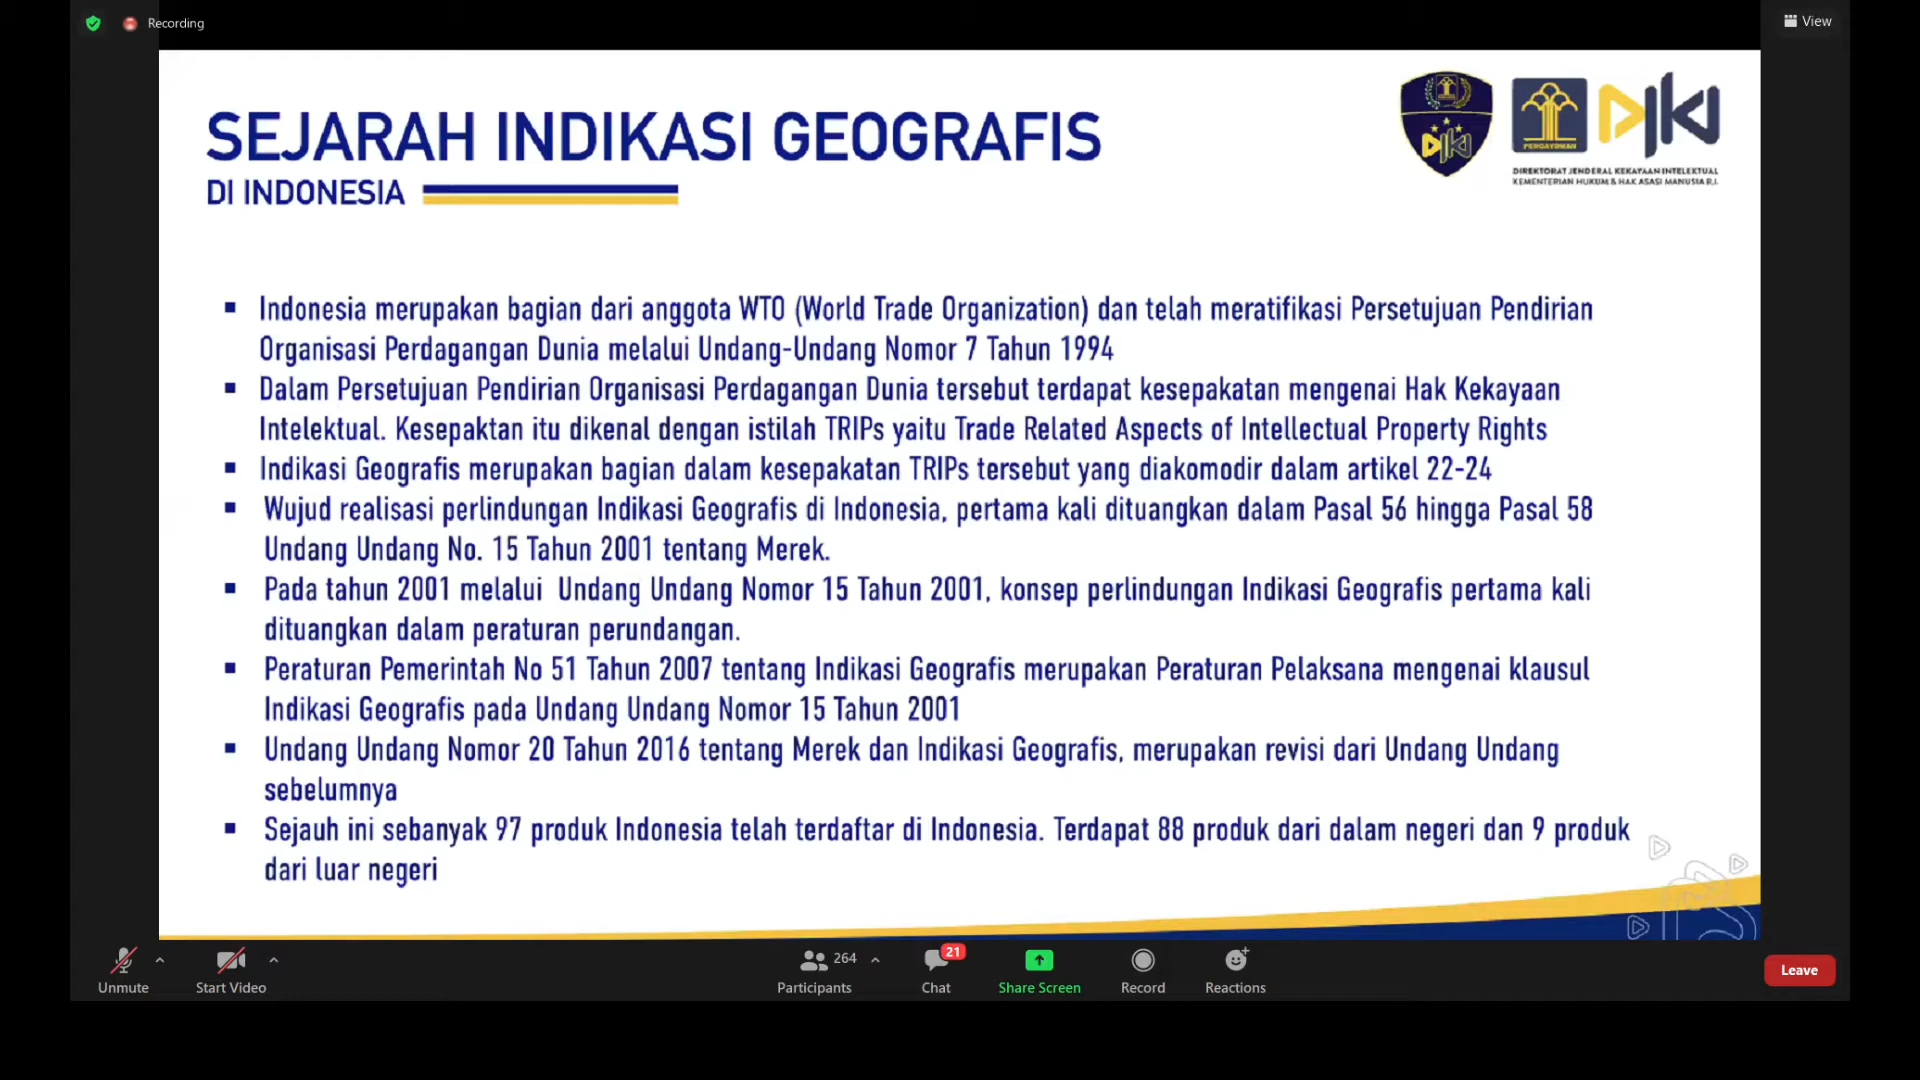 Recording
View
SEJARAH INDIKASI GEOGRAFIS
DI INDONESIA
PENGAYOMAN
DIREKTORAT JENDERAL KEKAYAAN INTELEKTUAL
KEMENTERIAN HUKUM & HAK ASASI MANUSIA R.I.
▪ Indonesia merupakan bagian dari anggota WTO (World Trade Organization) dan telah meratifikasi Persetujuan Pendirian
Organisasi Perdagangan Dunia melalui Undang-Undang Nomor 7 Tahun 1994
▪ Dalam Persetujuan Pendirian Organisasi Perdagangan Dunia tersebut terdapat kesepakatan mengenai Hak Kekayaan
Intelektual. Kesepaktan itu dikenal dengan istilah TRIPs yaitu Trade Related Aspects of Intellectual Property Rights
▪ Indikasi Geografis merupakan bagian dalam kesepakatan TRIPs tersebut yang diakomodir dalam artikel 22-24
▪ Wujud realisasi perlindungan Indikasi Geografis di Indonesia, pertama kali dituangkan dalam Pasal 56 hingga Pasal 58
Undang Undang No. 15 Tahun 2001 tentang Merek.
▪ Pada tahun 2001 melalui Undang Undang Nomor 15 Tahun 2001, konsep perlindungan Indikasi Geografis pertama kali
dituangkan dalam peraturan perundangan.
▪ Peraturan Pemerintah No 51 Tahun 2007 tentang Indikasi Geografis merupakan Peraturan Pelaksana mengenai klausul
Indikasi Geografis pada Undang Undang Nomor 15 Tahun 2001
▪ Undang Undang Nomor 20 Tahun 2016 tentang Merek dan Indikasi Geografis, merupakan revisi dari Undang Undang
sebelumnya
▪ Sejauh ini sebanyak 97 produk Indonesia telah terdaftar di Indonesia. Terdapat 88 produk dari dalam negeri dan 9 produk
dari luar negeri
Unmute
Start Video
264
Participants
21
Chat
Share Screen
Record
Reactions
Leave